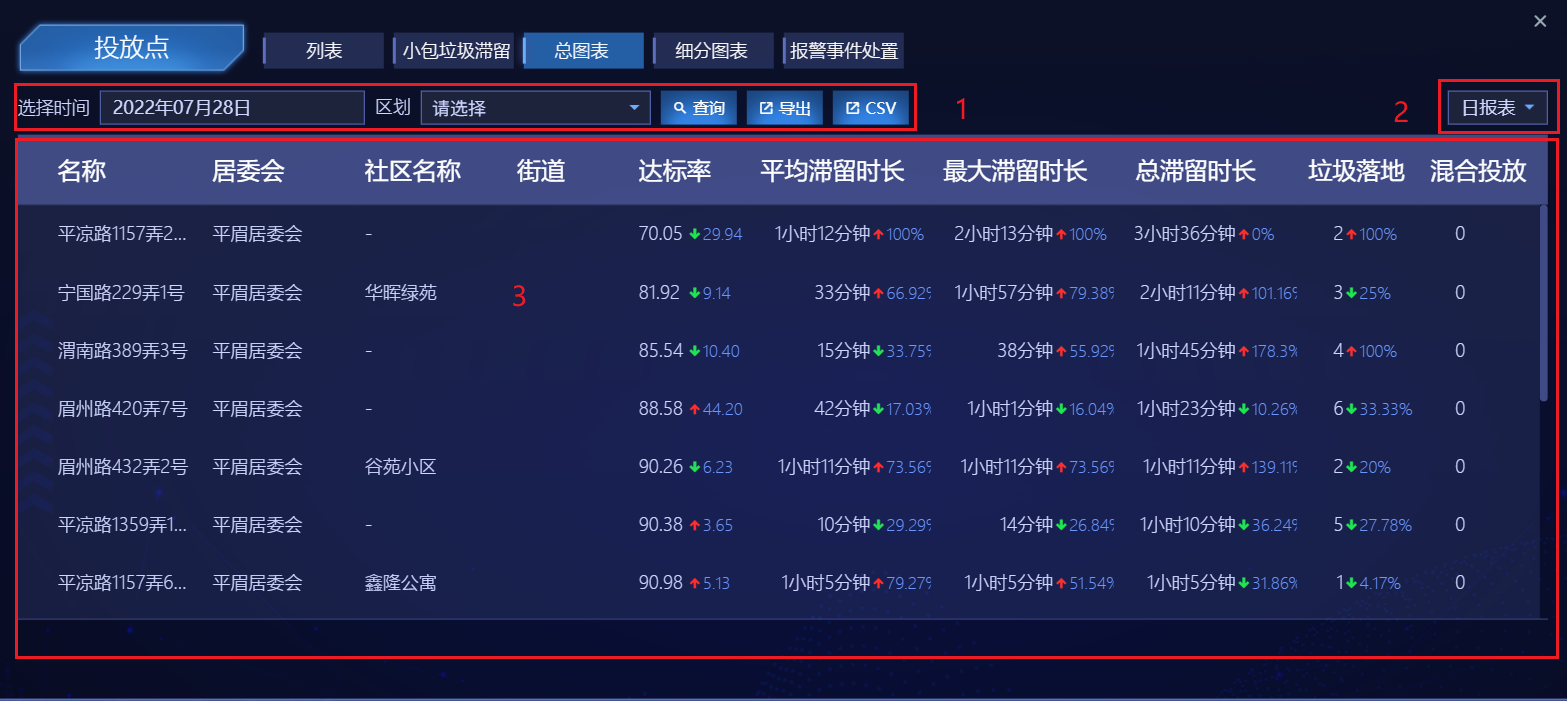 投放点 列表 小包垃圾滞留 总图表 细分图表 报警事件处置
选择时间 2022年07月28日 区划 请选择 查询 导出 CSV 1 2 日报表
名称 居委会 社区名称 街道 达标率 平均滞留时长 最大滞留时长 总滞留时长 垃圾落地 混合投放
平凉路1157弄2... 平眉居委会 - 70.05 29.94 1小时12分钟 100% 2小时13分钟 100% 3小时36分钟 0% 2 100% 0
宁国路229弄1号 平眉居委会 华晖绿苑 3 81.92 9.14 33分钟 66.92% 1小时57分钟 79.38% 2小时11分钟 101.16% 3 25% 0
渭南路389弄3号 平眉居委会 - 85.54 10.40 15分钟 33.75% 38分钟 55.92% 1小时45分钟 178.3% 4 100% 0
眉州路420弄7号 平眉居委会 - 88.58 44.20 42分钟 17.03% 1小时1分钟 16.04% 1小时23分钟 10.26% 6 33.33% 0
眉州路432弄2号 平眉居委会 谷苑小区 90.26 6.23 1小时11分钟 73.56% 1小时11分钟 73.56% 1小时11分钟 139.11% 2 20% 0
平凉路1359弄1... 平眉居委会 - 90.38 3.65 10分钟 29.29% 14分钟 26.84% 1小时10分钟 36.24% 5 27.78% 0
平凉路1157弄6... 平眉居委会 鑫隆公寓 90.98 5.13 1小时5分钟 79.27% 1小时5分钟 51.54% 1小时5分钟 31.86% 1 4.17% 0